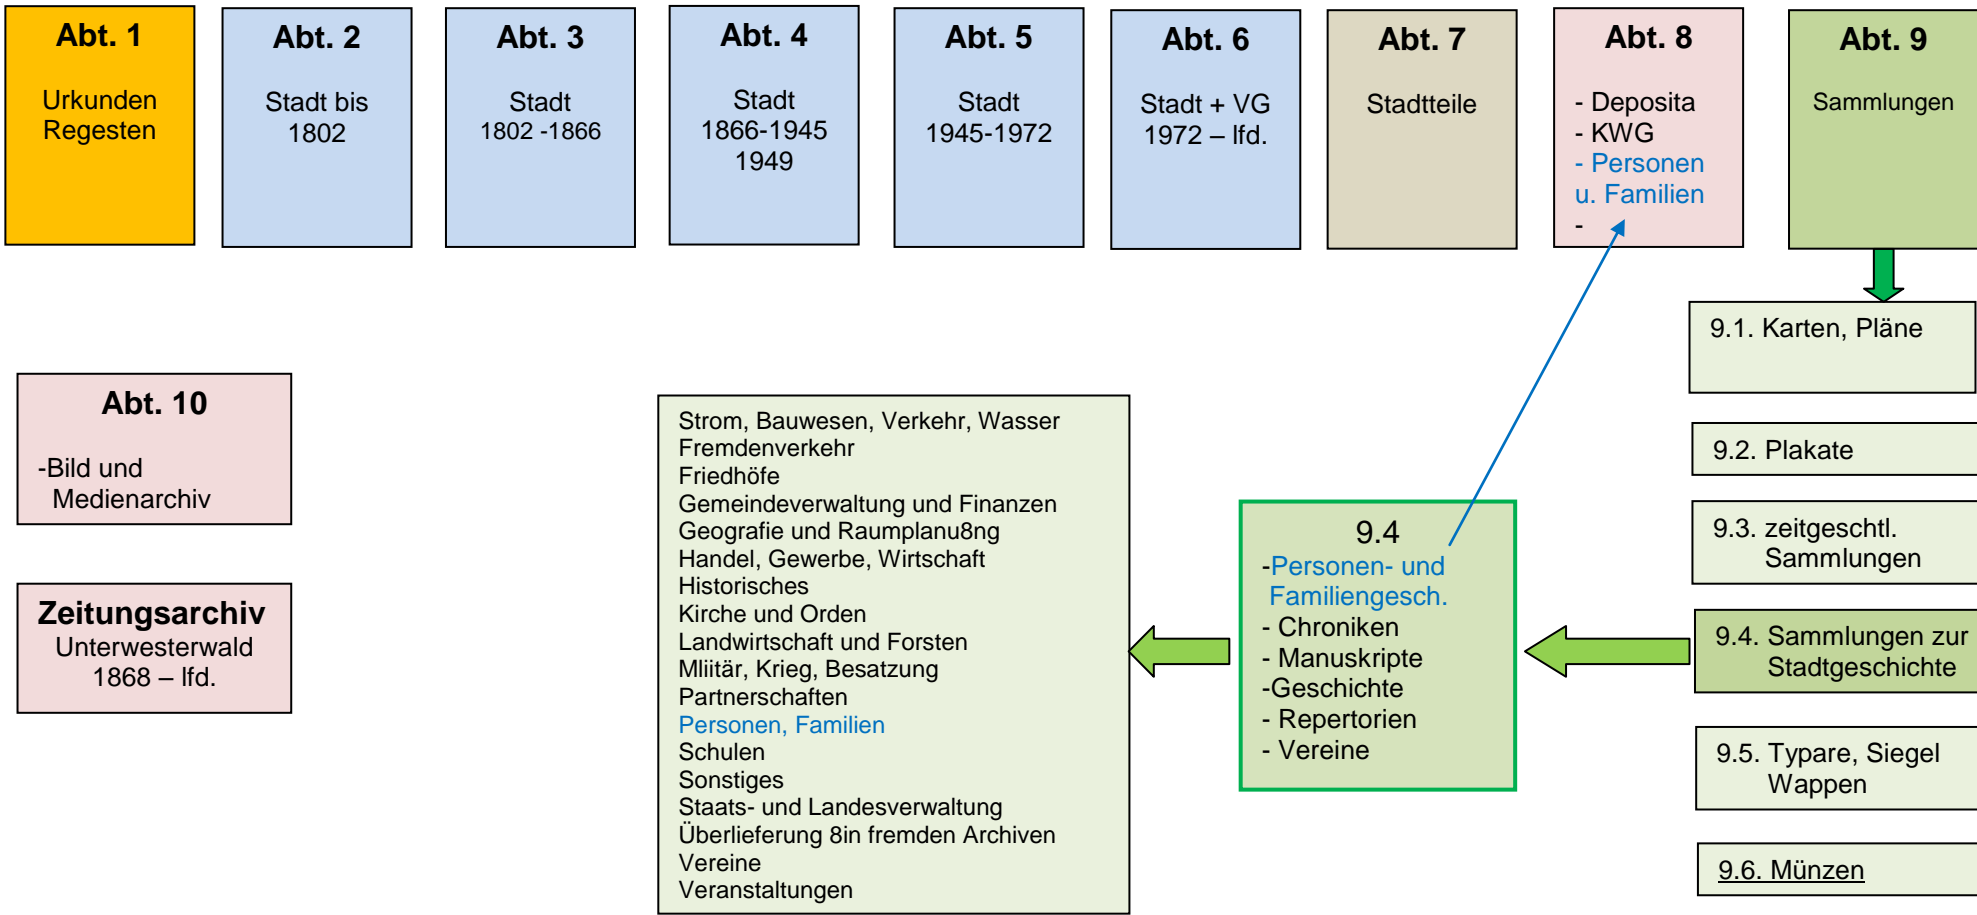 Abt. 1
Urkunden
Regesten
Abt. 2
Stadt bis
1802
Abt. 3
Stadt
1802 -1866
Abt. 4
Stadt
1866-1945
1949
Abt. 5
Stadt
1945-1972
Abt. 6
Stadt + VG
1972 – lfd.
Abt. 7
Stadtteile
Abt. 8
- Deposita
- KWG
- Personen
u. Familien
-
Abt. 9
Sammlungen
Abt. 10
-Bild und
Medienarchiv
Zeitungsarchiv
Unterwesterwald
1868 – lfd.
Strom, Bauwesen, Verkehr, Wasser
Fremdenverkehr
Friedhöfe
Gemeindeverwaltung und Finanzen
Geografie und Raumplanu8ng
Handel, Gewerbe, Wirtschaft
Historisches
Kirche und Orden
Landwirtschaft und Forsten
Mliitär, Krieg, Besatzung
Partnerschaften
Personen, Familien
Schulen
Sonstiges
Staats- und Landesverwaltung
Überlieferung 8in fremden Archiven
Vereine
Veranstaltungen
9.4
-Personen- und
Familiengesch.
- Chroniken
- Manuskripte
-Geschichte
- Repertorien
- Vereine
9.1. Karten, Pläne
9.2. Plakate
9.3. zeitgeschtl.
Sammlungen
9.4. Sammlungen zur
Stadtgeschichte
9.5. Typare, Siegel
Wappen
9.6. Münzen